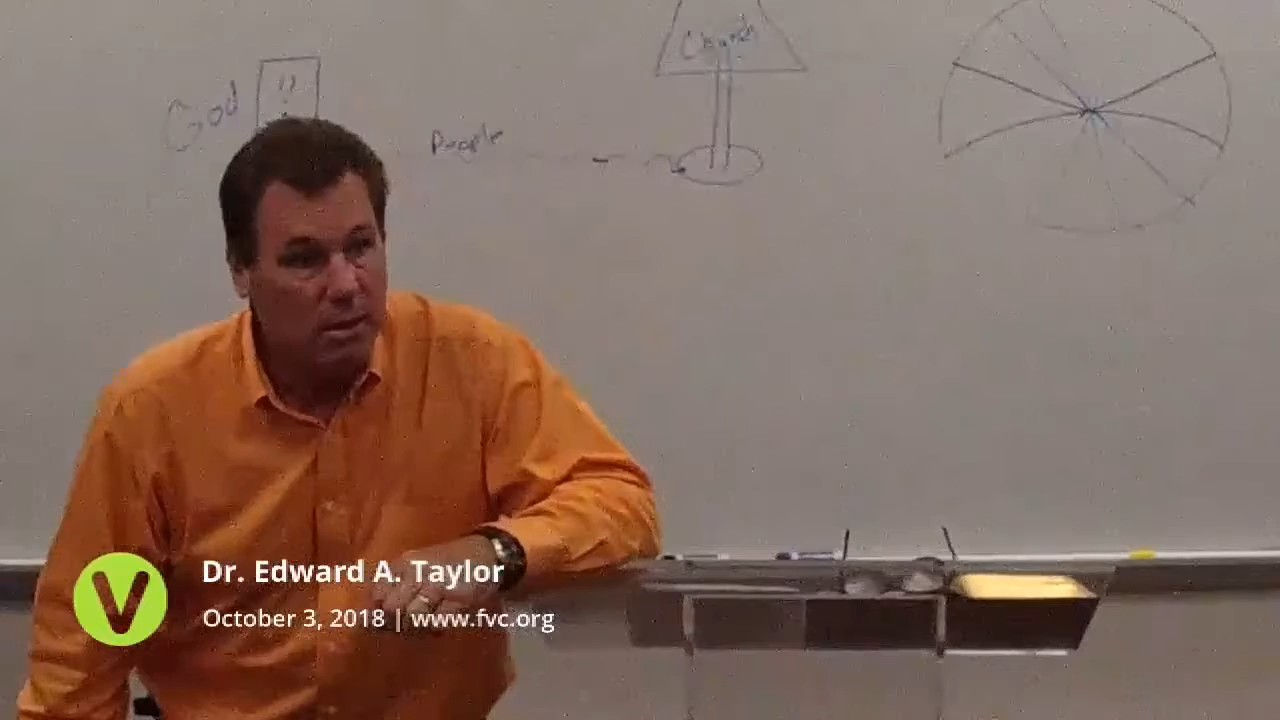 God
!!
People
Church
V
Dr. Edward A. Taylor
October 3, 2018 | www.fvc.org